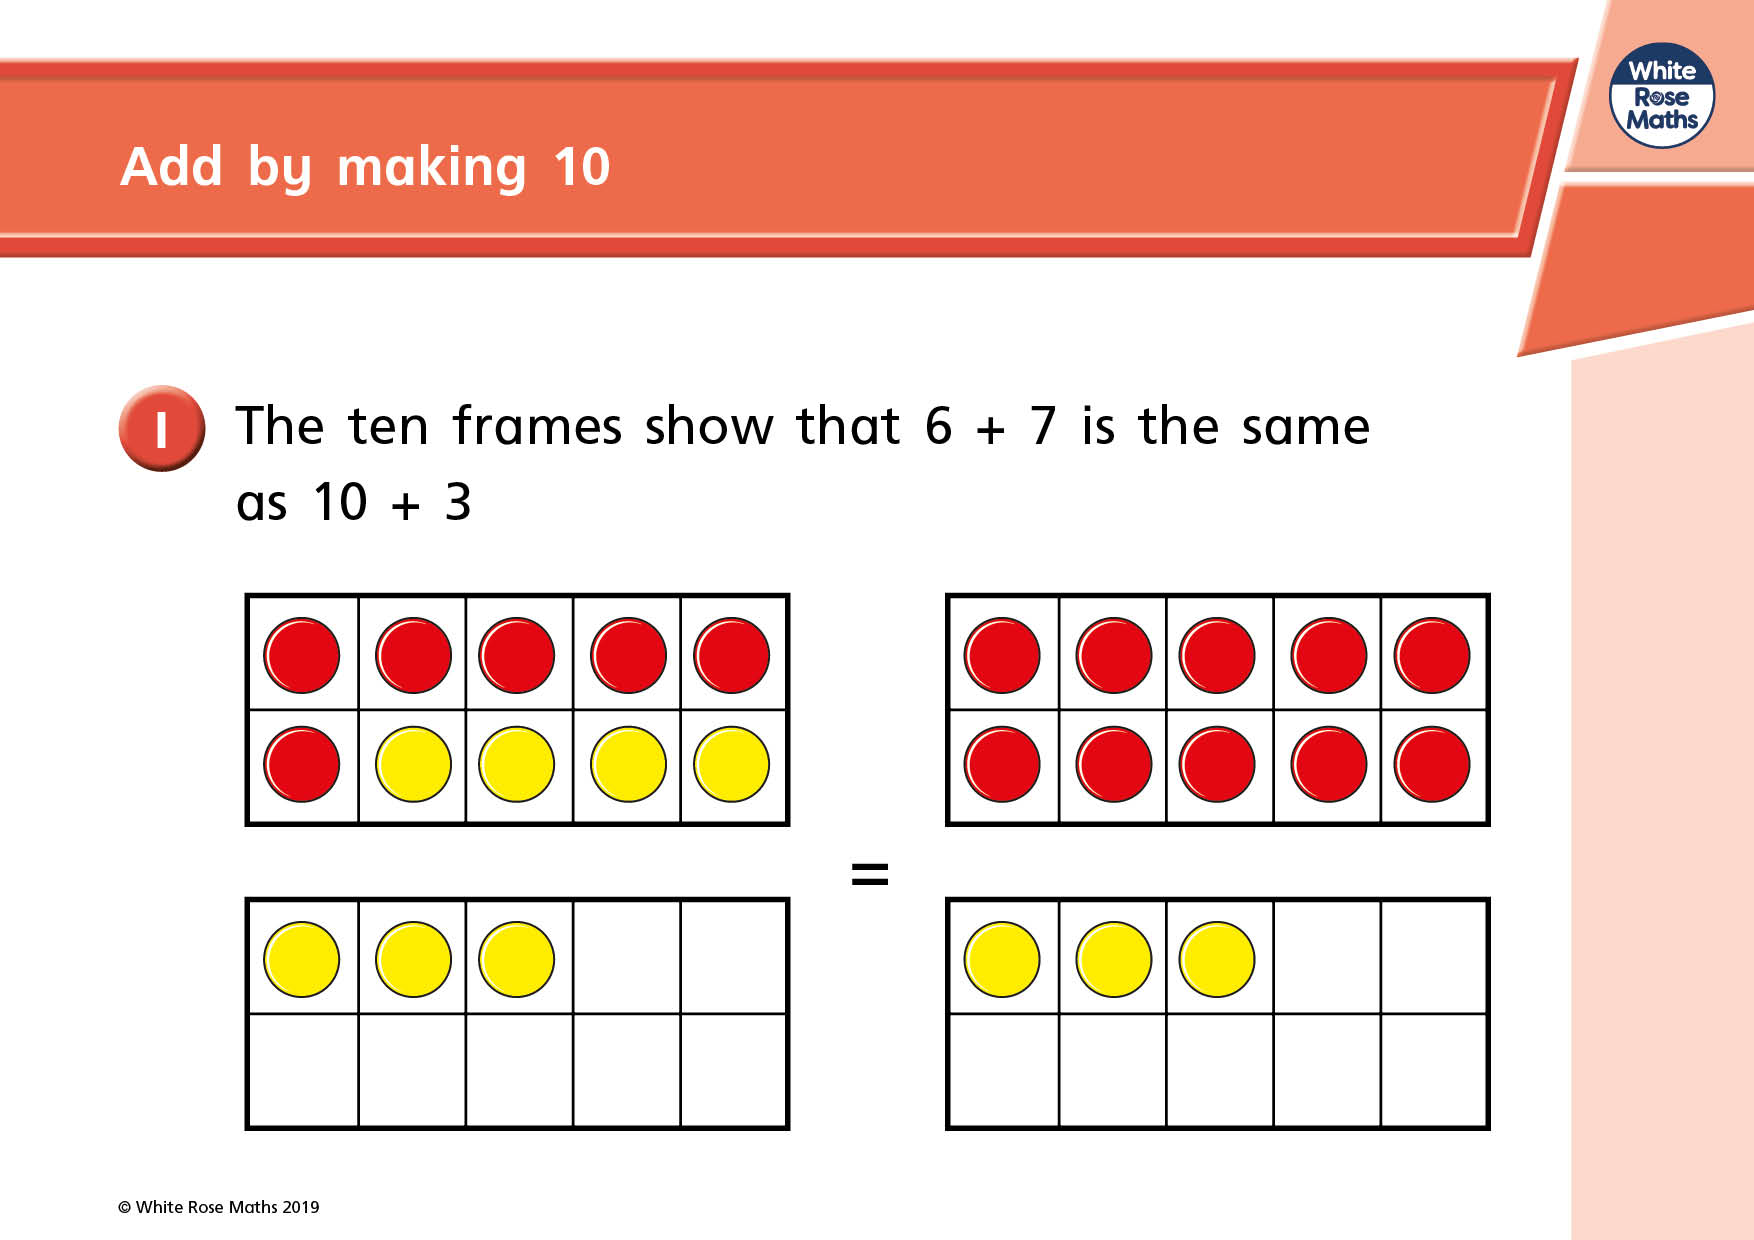 White
Rose
Maths
Add by making 10
1 The ten frames show that 6 + 7 is the same
as 10 + 3
=
© White Rose Maths 2019